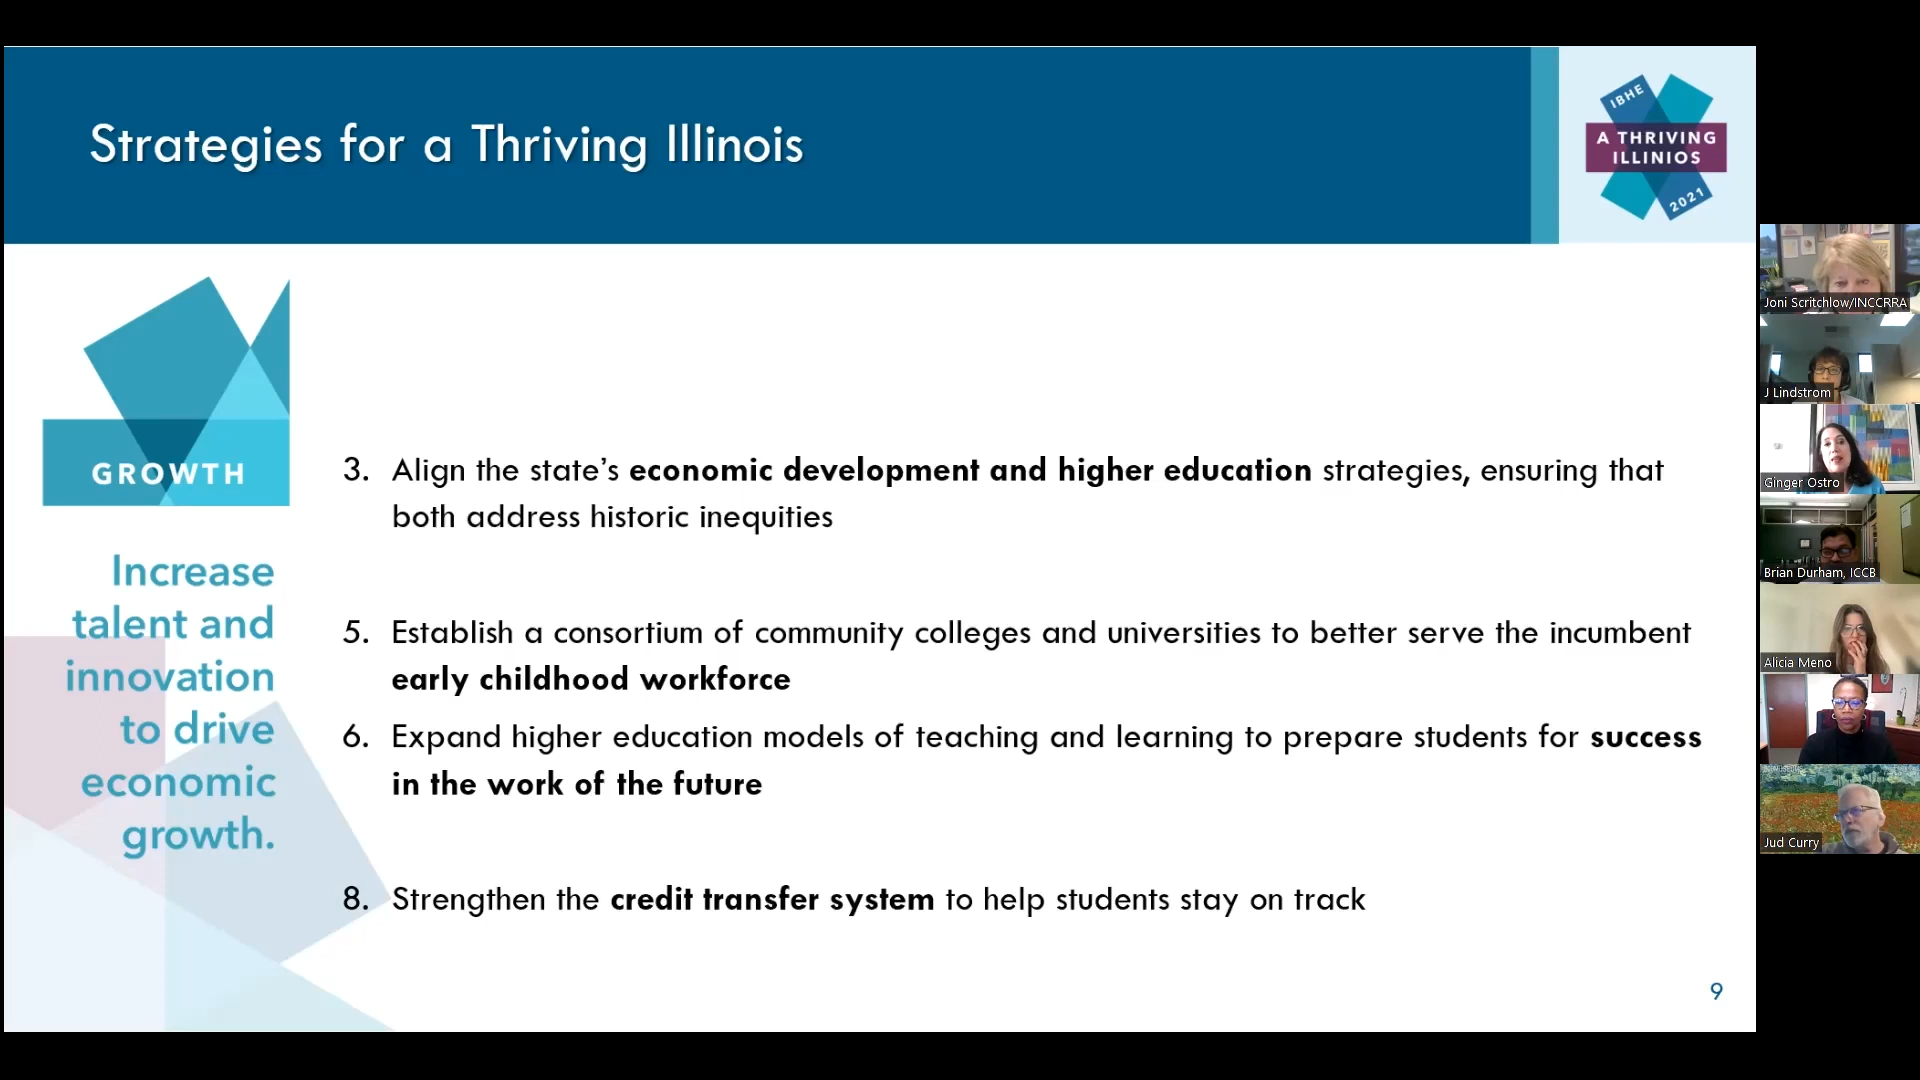 Strategies for a Thriving Illinois
IBHE
A THRIVING
ILLINIOS
2021
GROWTH
Increase
talent and
innovation
to drive
economic
growth.
3. Align the state’s economic development and higher education strategies, ensuring that
both address historic inequities
5. Establish a consortium of community colleges and universities to better serve the incumbent
early childhood workforce
6. Expand higher education models of teaching and learning to prepare students for success
in the work of the future
8. Strengthen the credit transfer system to help students stay on track
9
Joni Scritchlow/INCCRRA
J Lindstrom
Ginger Ostro
Brian Durham, ICCB
Alicia Meno
Jud Curry